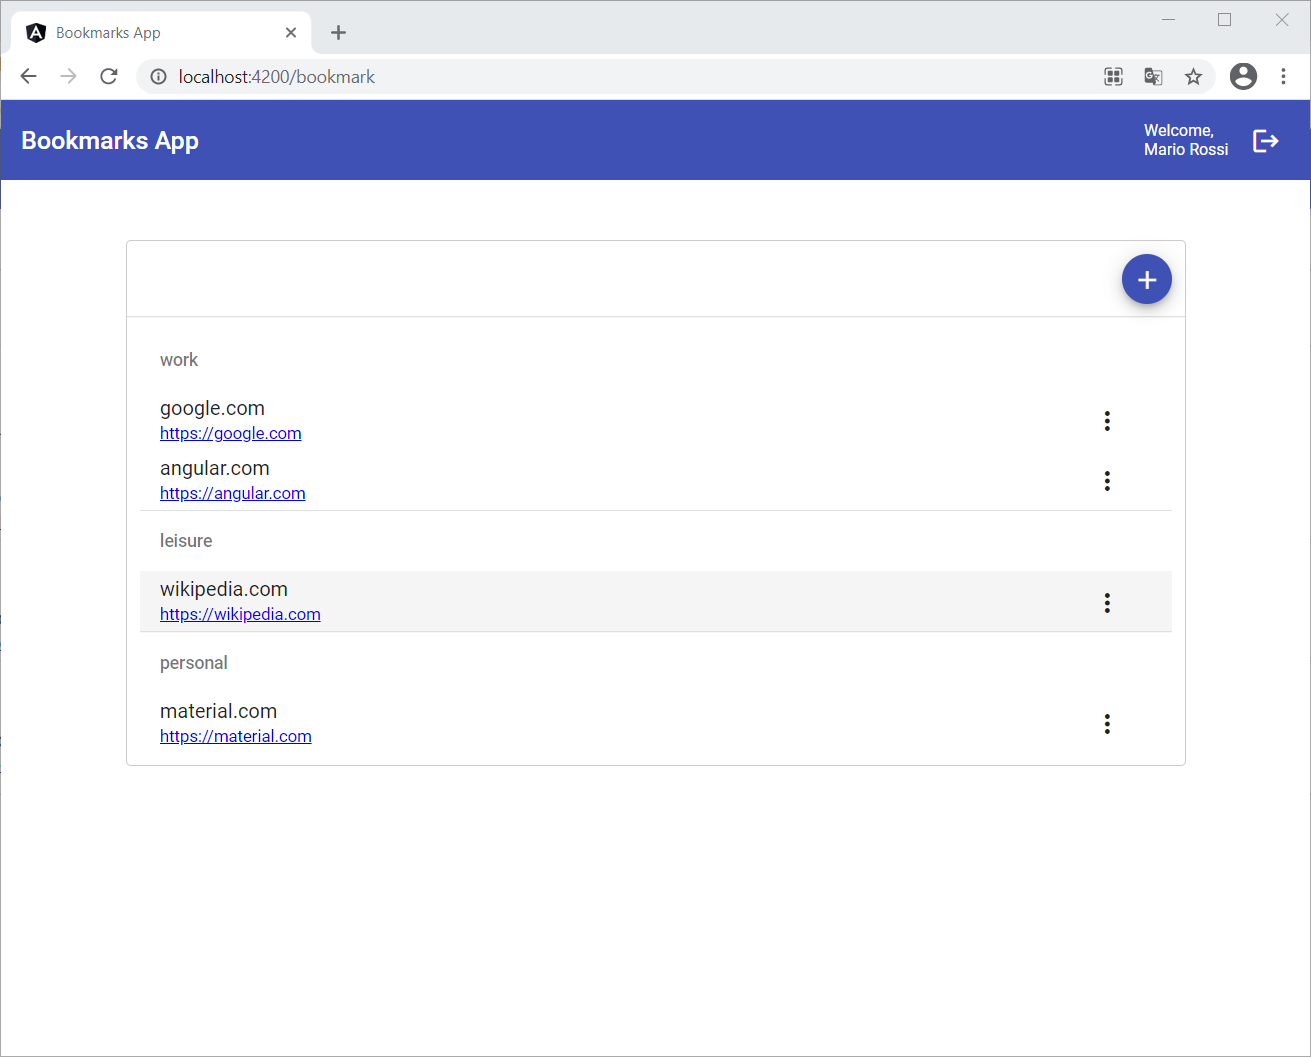 Bookmarks App
localhost:4200/bookmark
Bookmarks App
Welcome,
Mario Rossi
work
google.com
https://google.com
angular.com
https://angular.com
leisure
wikipedia.com
https://wikipedia.com
personal
material.com
https://material.com